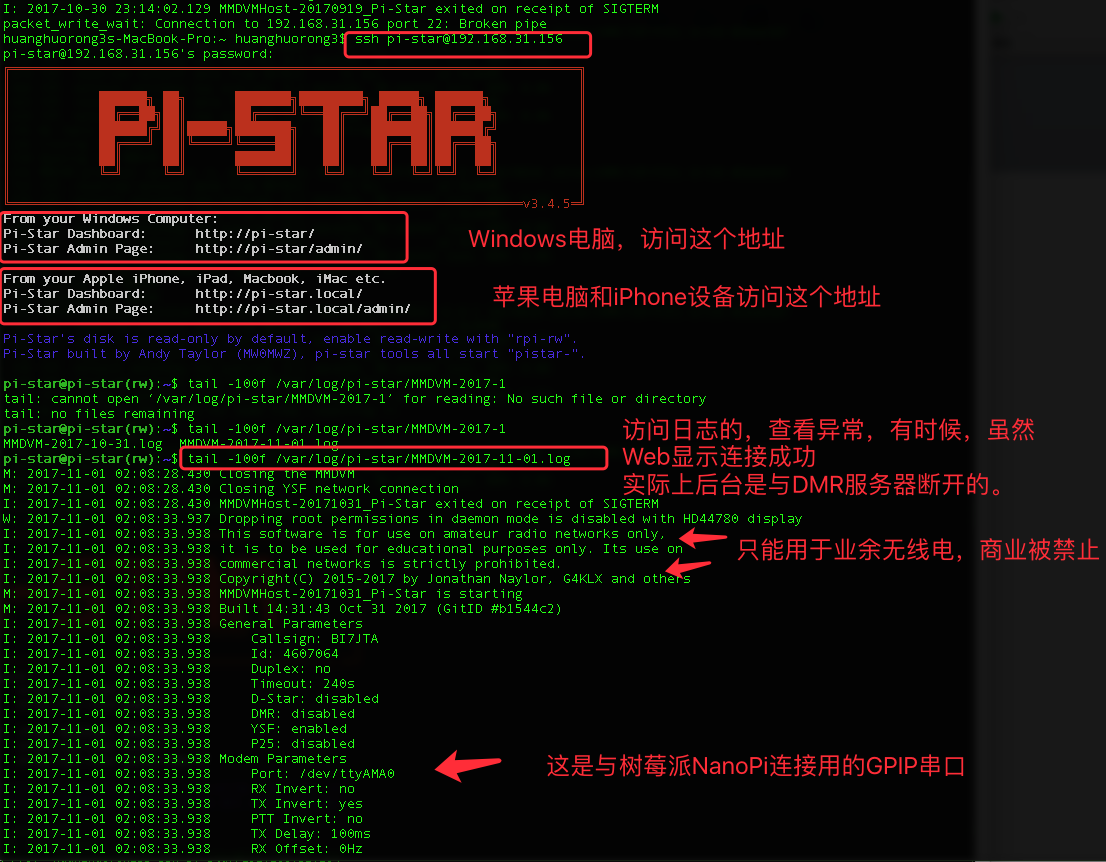 I: 2017-10-30 23:14:02.129 MMDVMHost-20170919_Pi-Star exited on receipt of SIGTERM
packet_write_wait: Connection to 192.168.31.156 port 22: Broken pipe
huanghuorong3s-MacBook-Pro:~ huanghuorong3$ ssh pi-star@192.168.31.156
pi-star@192.168.31.156's password:
PI-STAR
v3.4.5
From your Windows Computer:
Pi-Star Dashboard: http://pi-star/
Pi-Star Admin Page: http://pi-star/admin/
Windows电脑，访问这个地址
From your Apple iPhone, iPad, Macbook, iMac etc.
Pi-Star Dashboard: http://pi-star.local/
Pi-Star Admin Page: http://pi-star.local/admin/
苹果电脑和iPhone设备访问这个地址
Pi-Star's disk is read-only by default, enable read-write with "rpi-rw".
Pi-Star built by Andy Taylor (MW0MWZ), pi-star tools all start "pistar-".
pi-star@pi-star(rw):~$ tail -100f /var/log/pi-star/MMDVM-2017-1
tail: cannot open ‘/var/log/pi-star/MMDVM-2017-1’ for reading: No such file or directory
tail: no files remaining
pi-star@pi-star(rw):~$ tail -100f /var/log/pi-star/MMDVM-2017-1
MMDVM-2017-10-31.log MMDVM-2017-11-01.log
pi-star@pi-star(rw):~$ tail -100f /var/log/pi-star/MMDVM-2017-11-01.log
访问日志的，查看异常，有时候，虽然
Web显示连接成功
实际上后台是与DMR服务器断开的。
M: 2017-11-01 02:08:28.430 Closing the MMDVM
M: 2017-11-01 02:08:28.430 Closing YSF network connection
I: 2017-11-01 02:08:28.430 MMDVMHost-20171031_Pi-Star exited on receipt of SIGTERM
W: 2017-11-01 02:08:33.937 Dropping root permissions in daemon mode is disabled with HD44780 display
I: 2017-11-01 02:08:33.938 This software is for use on amateur radio networks only,
I: 2017-11-01 02:08:33.938 it is to be used for educational purposes only. Its use on
I: 2017-11-01 02:08:33.938 commercial networks is strictly prohibited.
I: 2017-11-01 02:08:33.938 Copyright(C) 2015-2017 by Jonathan Naylor, G4KLX and others
只能用于业余无线电，商业被禁止
M: 2017-11-01 02:08:33.938 MMDVMHost-20171031_Pi-Star is starting
M: 2017-11-01 02:08:33.938 Built 14:31:43 Oct 31 2017 (GitID #b1544c2)
I: 2017-11-01 02:08:33.938 General Parameters
I: 2017-11-01 02:08:33.938 Callsign: BI7JTA
I: 2017-11-01 02:08:33.938 Id: 4607064
I: 2017-11-01 02:08:33.938 Duplex: no
I: 2017-11-01 02:08:33.938 Timeout: 240s
I: 2017-11-01 02:08:33.938 D-Star: disabled
I: 2017-11-01 02:08:33.938 DMR: disabled
I: 2017-11-01 02:08:33.938 YSF: enabled
I: 2017-11-01 02:08:33.938 P25: disabled
I: 2017-11-01 02:08:33.938 Modem Parameters
I: 2017-11-01 02:08:33.938 Port: /dev/ttyAMA0
这是与树莓派NanoPi连接用的GPIP串口
I: 2017-11-01 02:08:33.938 RX Invert: no
I: 2017-11-01 02:08:33.938 TX Invert: yes
I: 2017-11-01 02:08:33.938 PTT Invert: no
I: 2017-11-01 02:08:33.938 TX Delay: 100ms
I: 2017-11-01 02:08:33.938 RX Offset: 0Hz